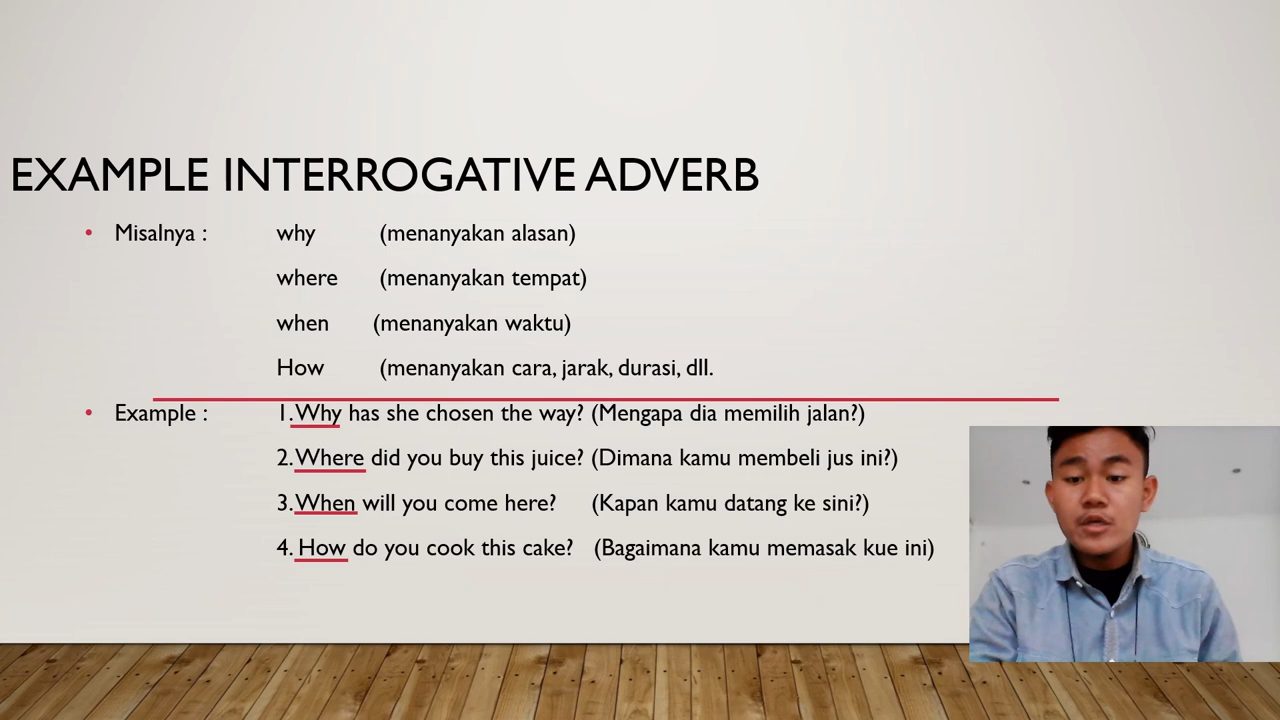 EXAMPLE INTERROGATIVE ADVERB
• Misalnya : why (menanyakan alasan)
where (menanyakan tempat)
when (menanyakan waktu)
How (menanyakan cara, jarak, durasi, dll.
• Example : 1. Why has she chosen the way? (Mengapa dia memilih jalan?)
2. Where did you buy this juice? (Dimana kamu membeli jus ini?)
3. When will you come here? (Kapan kamu datang ke sini?)
4. How do you cook this cake? (Bagaimana kamu memasak kue ini)